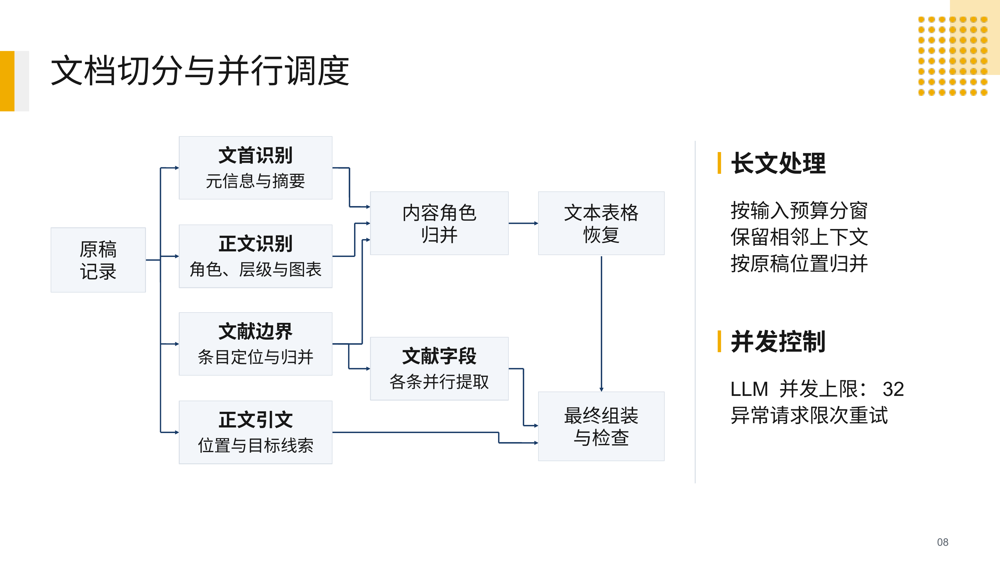 文档切分与并行调度
原稿
记录
文首识别
元信息与摘要
正文识别
角色、层级与图表
文献边界
条目定位与归并
正文引文
位置与目标线索
内容角色
归并
文献字段
各条并行提取
文本表格
恢复
最终组装
与检查
长文处理
按输入预算分窗
保留相邻上下文
按原稿位置归并
并发控制
LLM 并发上限：32
异常请求限次重试
08